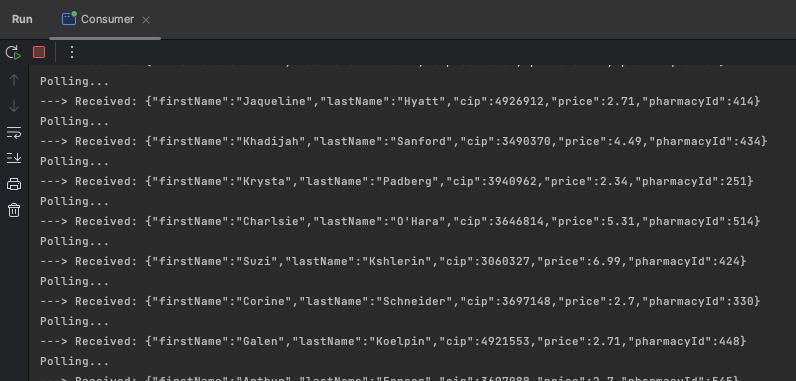 Run
Consumer
Polling...
---> Received: {"firstName":"Jaqueline","lastName":"Hyatt","cip":4926912,"price":2.71,"pharmacyId":414}
Polling...
---> Received: {"firstName":"Khadijah","lastName":"Sanford","cip":3490370,"price":4.49,"pharmacyId":434}
Polling...
---> Received: {"firstName":"Krysta","lastName":"Padberg","cip":3940962,"price":2.34,"pharmacyId":251}
Polling...
---> Received: {"firstName":"Charlsie","lastName":"O'Hara","cip":3646814,"price":5.31,"pharmacyId":514}
Polling...
---> Received: {"firstName":"Suzi","lastName":"Kshlerin","cip":3060327,"price":6.99,"pharmacyId":424}
Polling...
---> Received: {"firstName":"Corine","lastName":"Schneider","cip":3697148,"price":2.7,"pharmacyId":330}
Polling...
---> Received: {"firstName":"Galen","lastName":"Koelpin","cip":4921553,"price":2.71,"pharmacyId":448}
Polling...